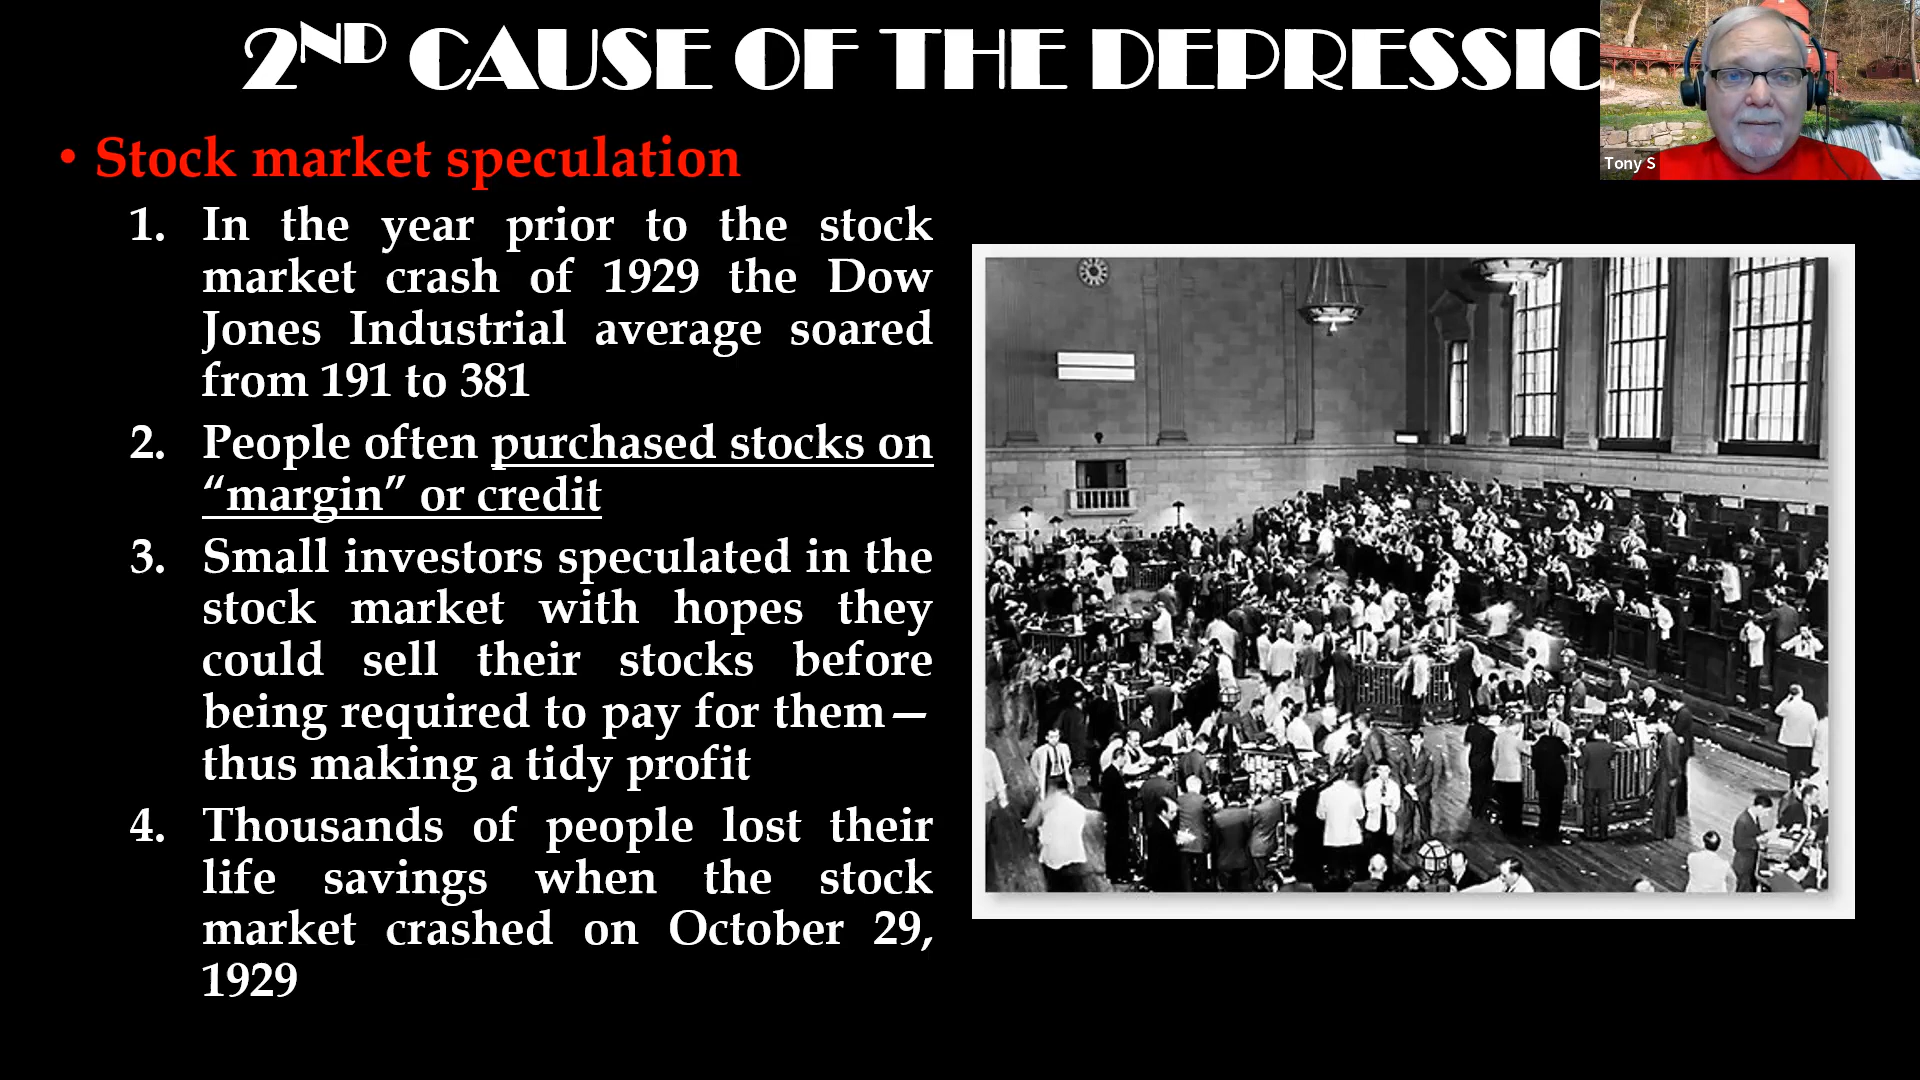 2ND CAUSE OF THE DEPRESSIO
Tony S
• Stock market speculation
1. In the year prior to the stock
market crash of 1929 the Dow
Jones Industrial average soared
from 191 to 381
2. People often purchased stocks on
“margin” or credit
3. Small investors speculated in the
stock market with hopes they
could sell their stocks before
being required to pay for them—
thus making a tidy profit
4. Thousands of people lost their
life savings when the stock
market crashed on October 29,
1929